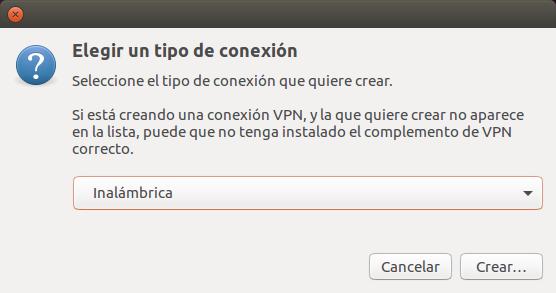 Elegir un tipo de conexión
Seleccione el tipo de conexión que quiere crear.
Si está creando una conexión VPN, y la que quiere crear no aparece
en la lista, puede que no tenga instalado el complemento de VPN
correcto.
Inalámbrica
Cancelar
Crear…